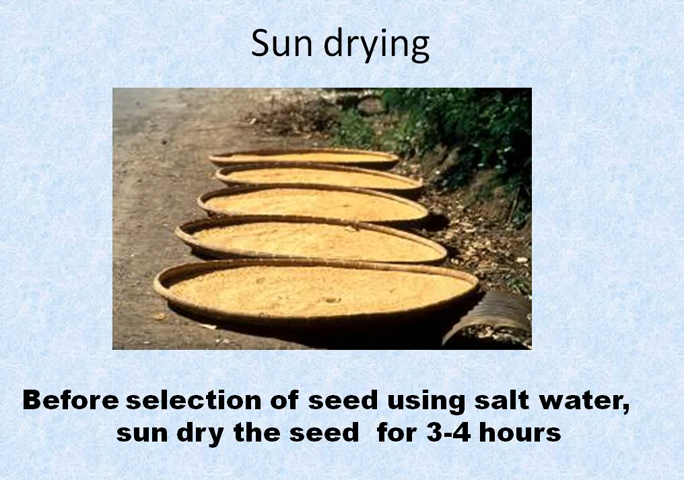 Sun drying
Before selection of seed using salt water,
sun dry the seed  for 3-4 hours